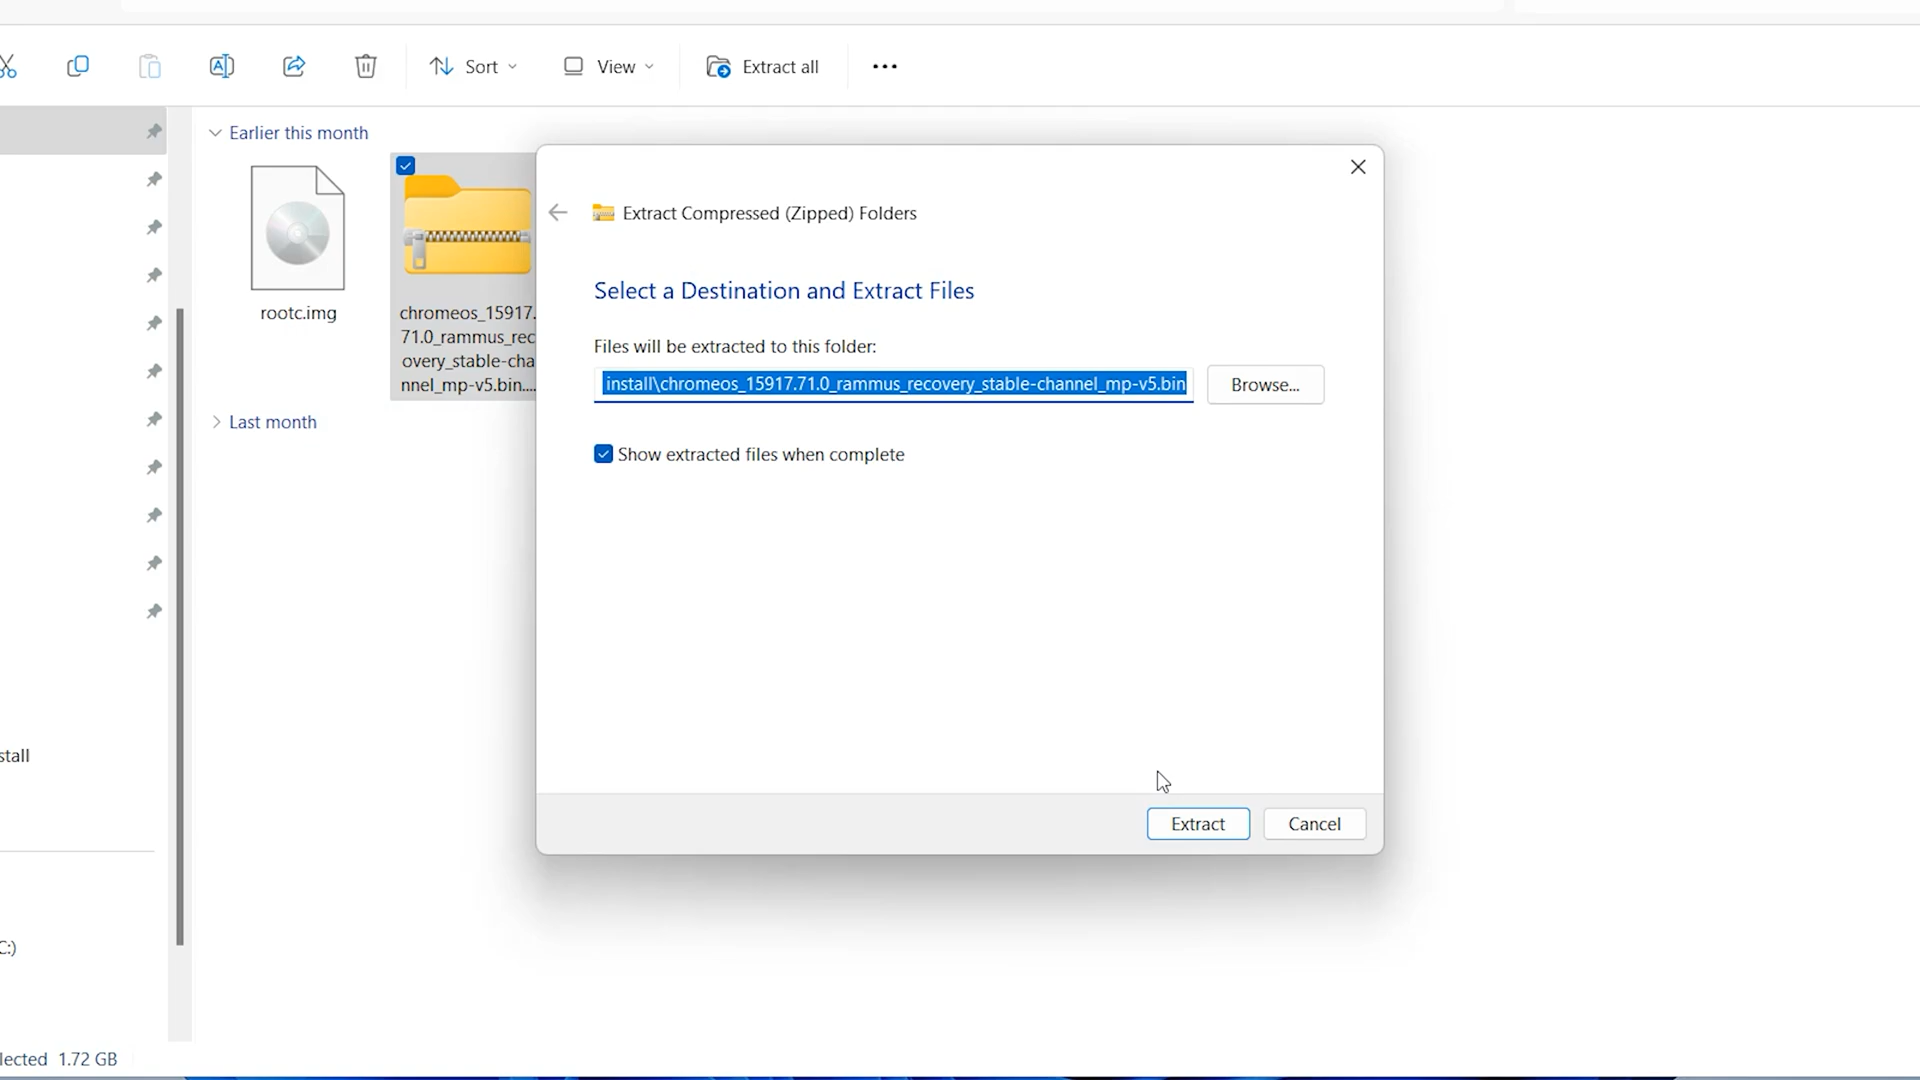 Sort
View
Extract all
Earlier this month
rootc.img
chromeos_15917.
71.0_rammus_rec
overy_stable-cha
nnel_mp-v5.bin....
Last month
Extract Compressed (Zipped) Folders
Select a Destination and Extract Files
Files will be extracted to this folder:
install\chromeos_15917.71.0_rammus_recovery_stable-channel_mp-v5.bin
Browse...
Show extracted files when complete
Extract
Cancel
stall
C:)
lected 1.72 GB